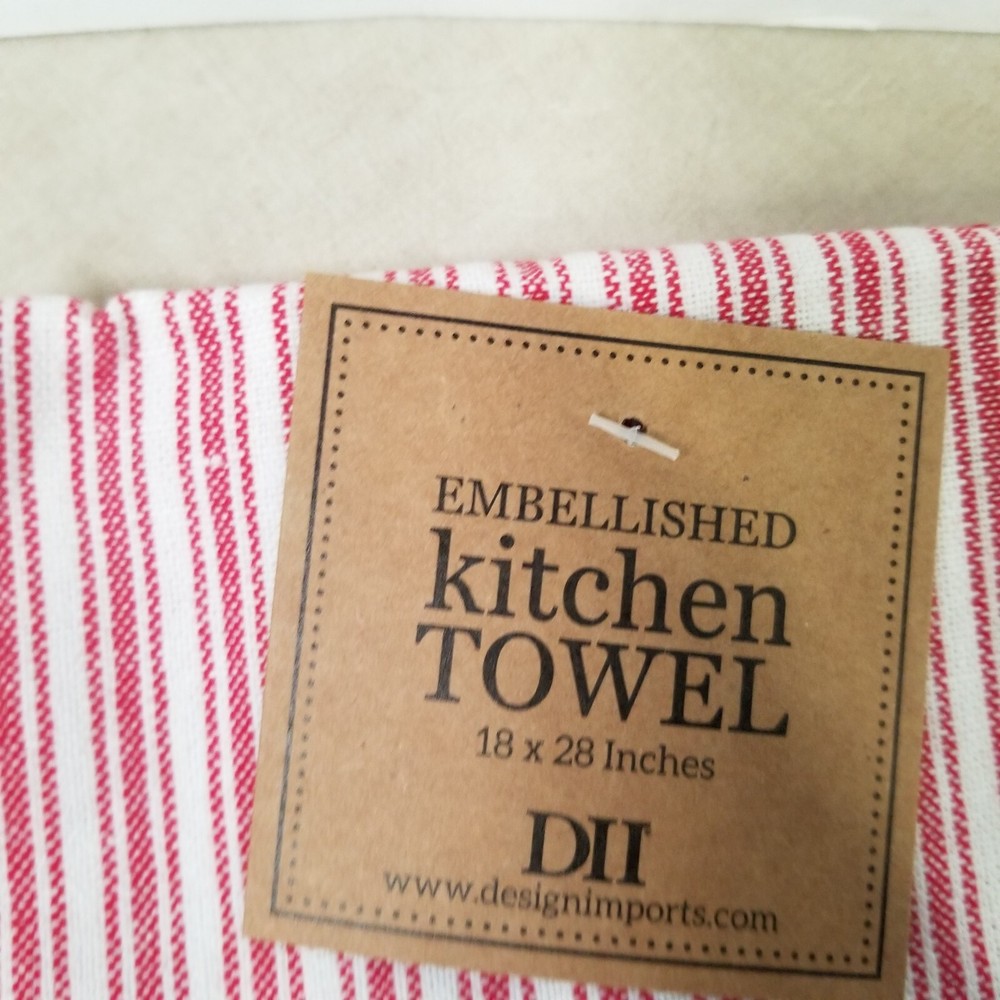 EMBELLISHED
kitchen
TOWEL
18 x 28 Inches
DII
www.designimports.com